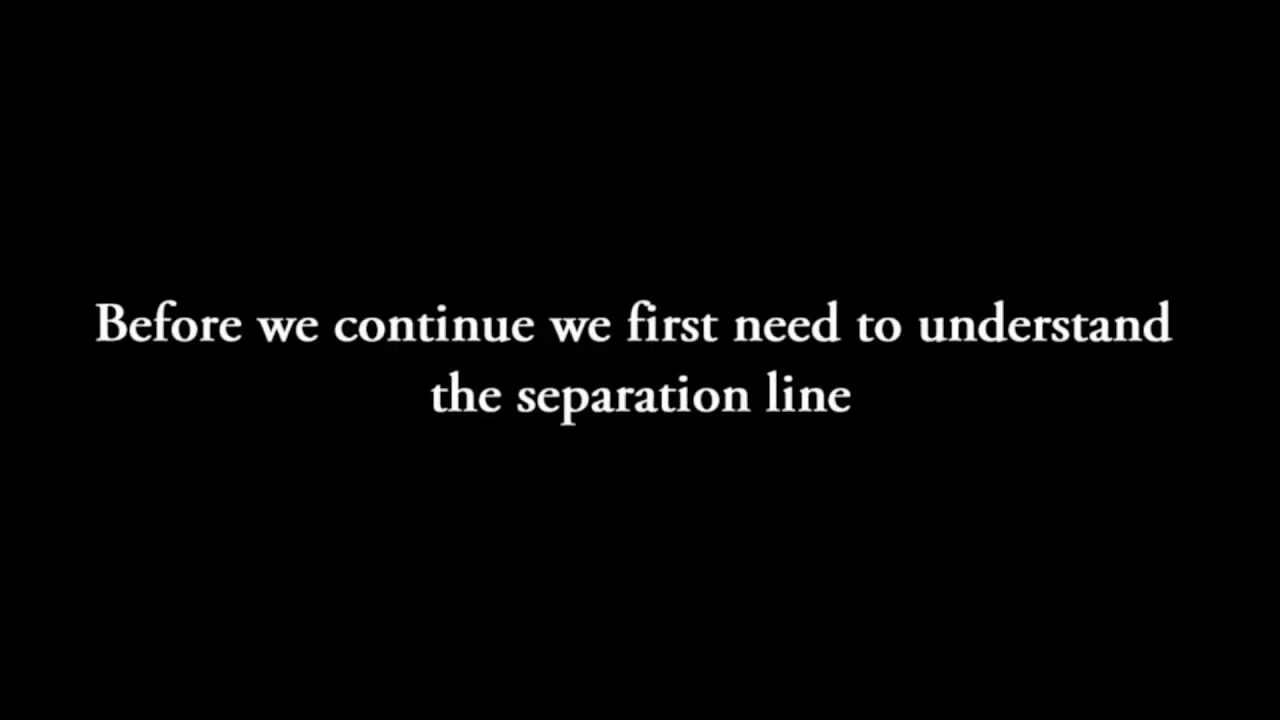 Before we continue we first need to understand
the separation line